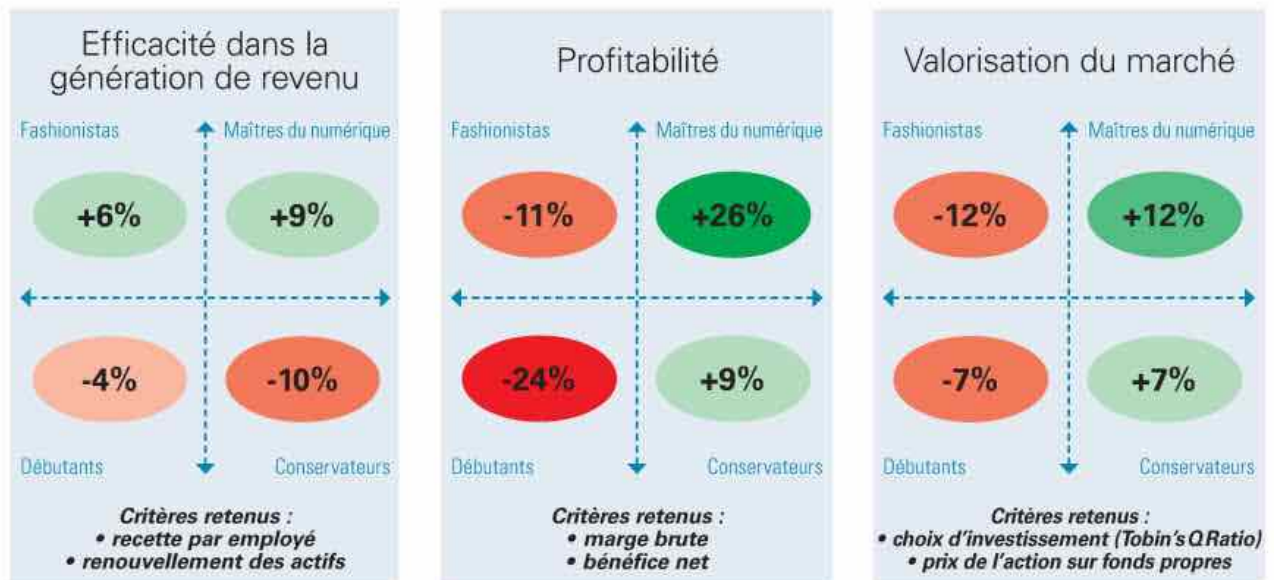 Efficacité dans la
génération de revenu
Fashionistas
Maîtres du numérique
+6%
+9%
-4%
-10%
Débutants
Conservateurs
Critères retenus :
• recette par employé
• renouvellement des actifs
Profitabilité
Fashionistas
Maîtres du numérique
-11%
+26%
-24%
+9%
Débutants
Conservateurs
Critères retenus :
• marge brute
• bénéfice net
Valorisation du marché
Fashionistas
Maîtres du numérique
-12%
+12%
-7%
+7%
Débutants
Conservateurs
Critères retenus :
• choix d'investissement (Tobin's Q Ratio)
• prix de l'action sur fonds propres